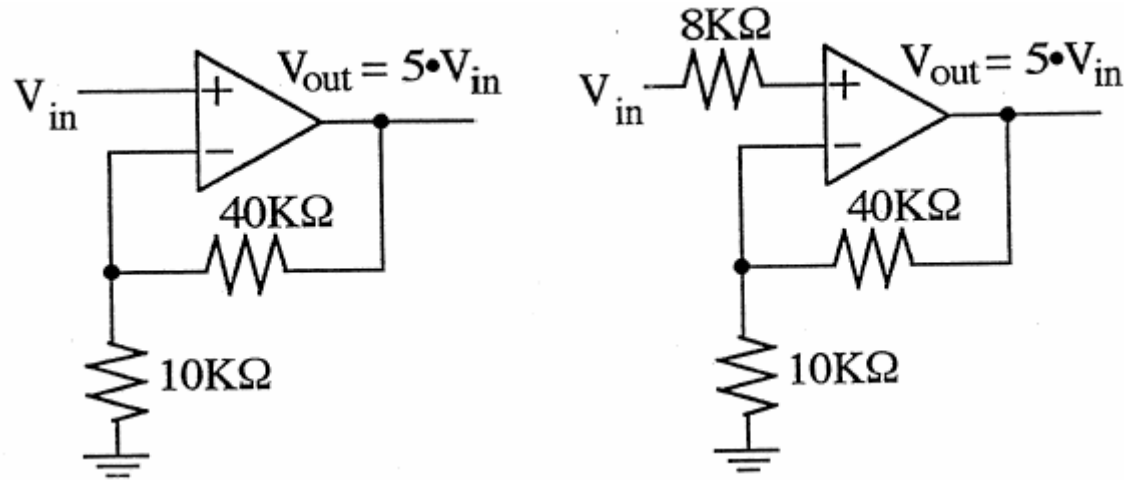 V_in
+
−
V_out = 5•V_in
40KΩ
10KΩ
8KΩ
V_in
+
−
V_out = 5•V_in
40KΩ
10KΩ